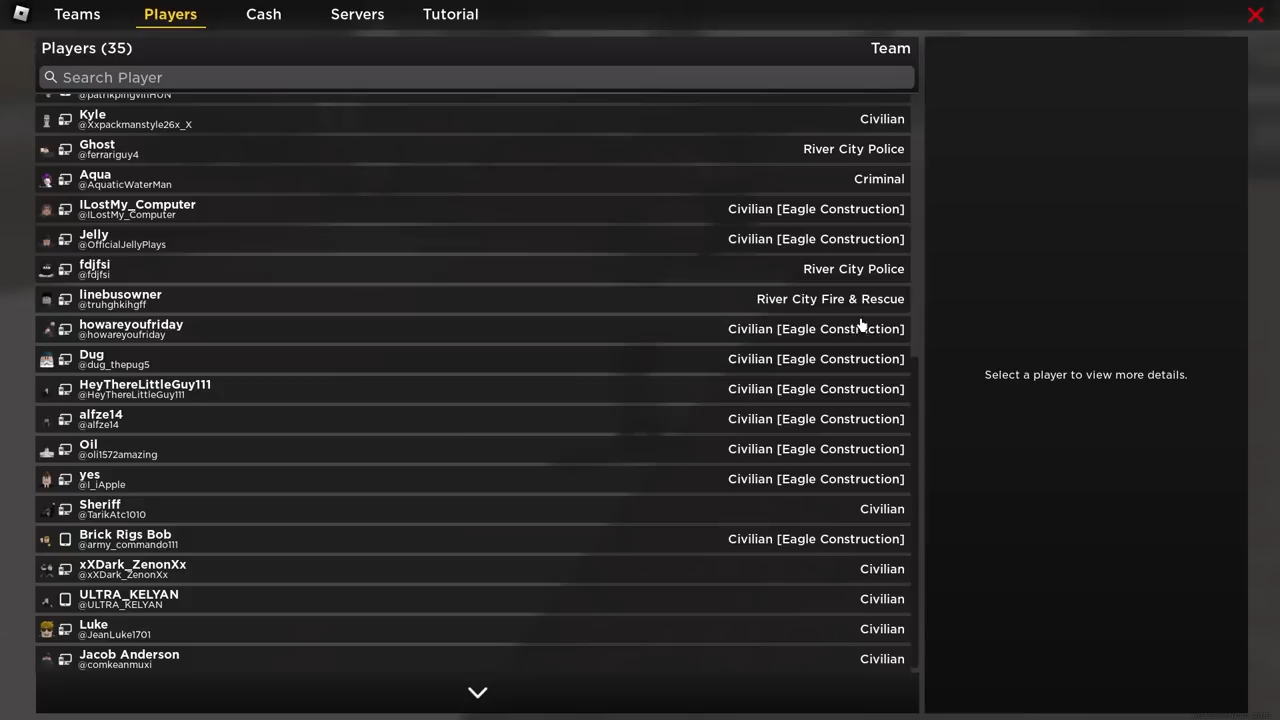 Teams Players Cash Servers Tutorial
Players (35) Team
Search Player
@patrikpingvinHUN
Kyle
@Xxpackmanstyle26x_X
Civilian
Ghost
@ferrariguy4
River City Police
Aqua
@AquaticWaterMan
Criminal
ILostMy_Computer
@ILostMy_Computer
Civilian [Eagle Construction]
Jelly
@OfficialJellyPlays
Civilian [Eagle Construction]
fdjfsi
@fdjfsi
River City Police
linebusowner
@truhghkihgff
River City Fire & Rescue
howareyoufriday
@howareyoufriday
Civilian [Eagle Construction]
Dug
@dug_thepug5
Civilian [Eagle Construction]
HeyThereLittleGuy111
@HeyThereLittleGuy111
Civilian [Eagle Construction]
alfze14
@alfze14
Civilian [Eagle Construction]
Oil
@oli1572amazing
Civilian [Eagle Construction]
yes
@I_iApple
Civilian [Eagle Construction]
Sheriff
@TarikAtc1010
Civilian
Brick Rigs Bob
@army_commando111
Civilian [Eagle Construction]
xXDark_ZenonXx
@xXDark_ZenonXx
Civilian
ULTRA_KELYAN
@ULTRA_KELYAN
Civilian
Luke
@JeanLuke1701
Civilian
Jacob Anderson
@comkeanmuxi
Civilian
Select a player to view more details.